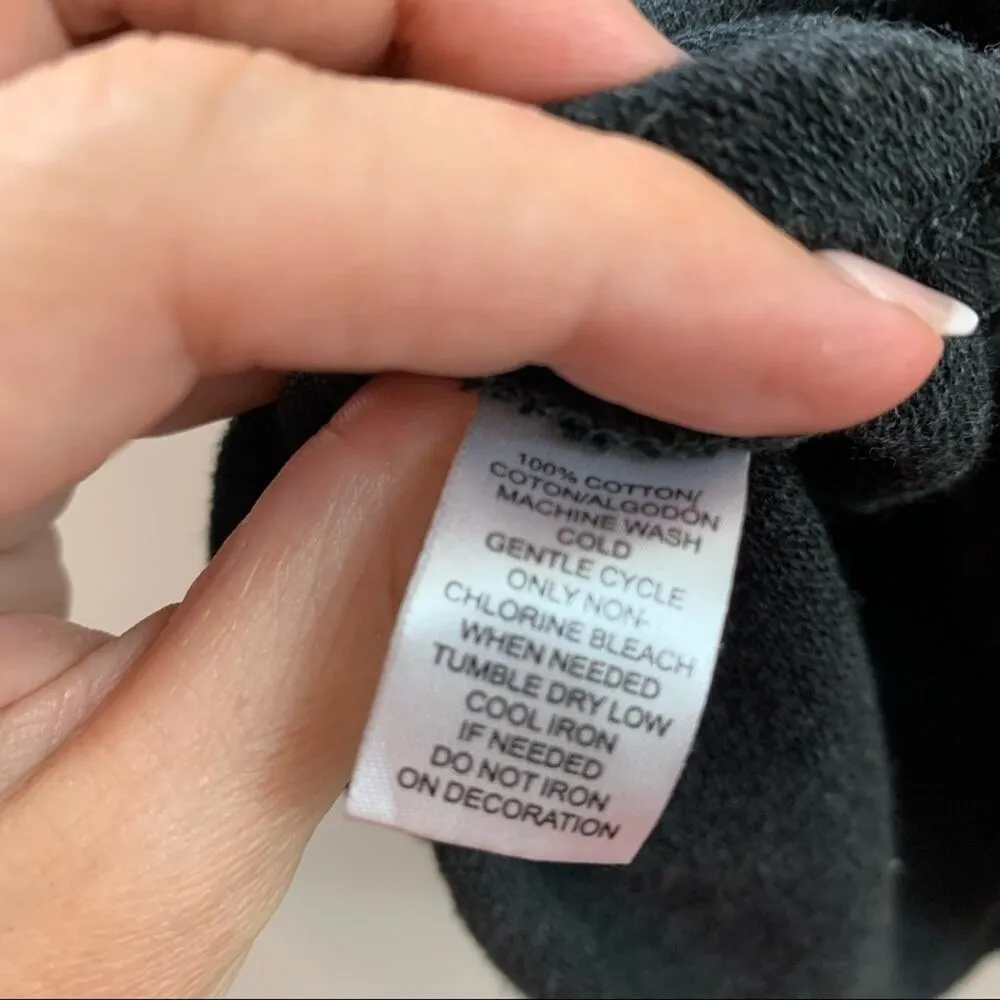 100% COTTON/
COTON/ALGODÓN
MACHINE WASH
COLD
GENTLE CYCLE
ONLY NON-
CHLORINE BLEACH
WHEN NEEDED
TUMBLE DRY LOW
COOL IRON
IF NEEDED
DO NOT IRON
ON DECORATION